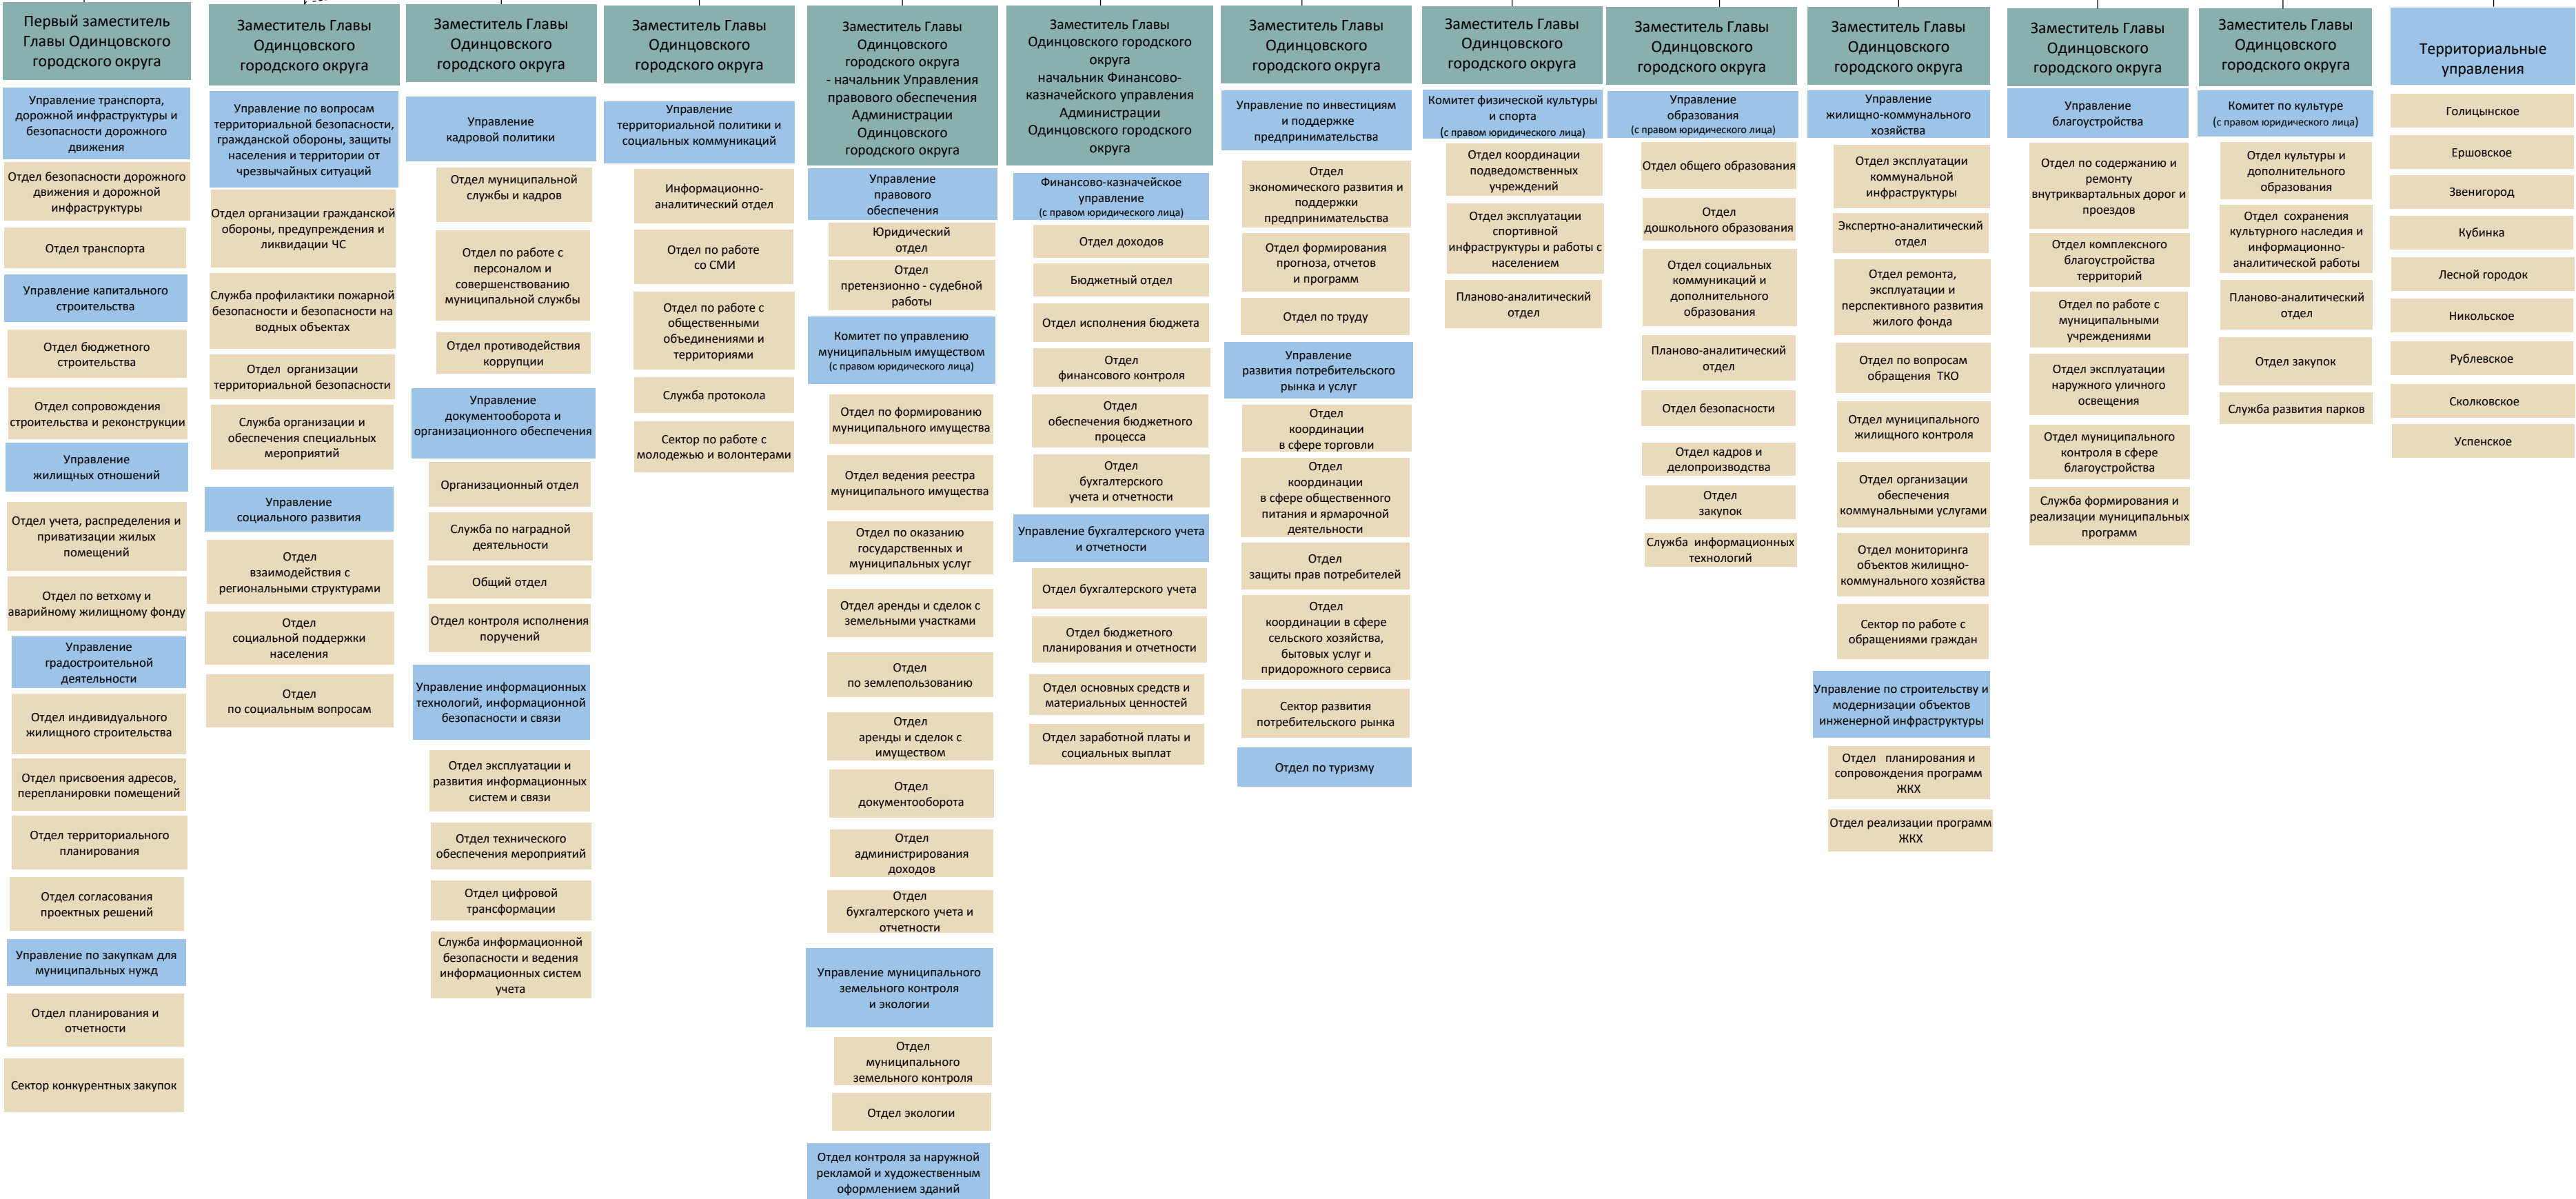 Первый заместитель
Главы Одинцовского
городского округа
Управление транспорта,
дорожной инфраструктуры и
безопасности дорожного
движения
Отдел безопасности дорожного
движения и дорожной
инфраструктуры
Отдел транспорта
Управление капитального
строительства
Отдел бюджетного
строительства
Отдел сопровождения
строительства и реконструкции
Управление
жилищных отношений
Отдел учета, распределения и
приватизации жилых
помещений
Отдел по ветхому и
аварийному жилищному фонду
Управление
градостроительной
деятельности
Отдел индивидуального
жилищного строительства
Отдел присвоения адресов,
перепланировки помещений
Отдел территориального
планирования
Отдел согласования
проектных решений
Управление по закупкам для
муниципальных нужд
Отдел планирования и
отчетности
Сектор конкурентных закупок
Заместитель Главы
Одинцовского
городского округа
Управление по вопросам
территориальной безопасности,
гражданской обороны, защиты
населения и территории от
чрезвычайных ситуаций
Отдел организации гражданской
обороны, предупреждения и
ликвидации ЧС
Служба профилактики пожарной
безопасности и безопасности на
водных объектах
Отдел организации
территориальной безопасности
Служба организации и
обеспечения специальных
мероприятий
Управление
социального развития
Отдел
взаимодействия с
региональными структурами
Отдел
социальной поддержки
населения
Отдел
по социальным вопросам
Заместитель Главы
Одинцовского
городского округа
Управление
кадровой политики
Отдел муниципальной
службы и кадров
Отдел по работе с
персоналом и
совершенствованию
муниципальной службы
Отдел противодействия
коррупции
Управление
документооборота и
организационного обеспечения
Организационный отдел
Служба по наградной
деятельности
Общий отдел
Отдел контроля исполнения
поручений
Управление информационных
технологий, информационной
безопасности и связи
Отдел эксплуатации и
развития информационных
систем и связи
Отдел технического
обеспечения мероприятий
Отдел цифровой
трансформации
Служба информационной
безопасности и ведения
информационных систем
учета
Заместитель Главы
Одинцовского
городского округа
Управление
территориальной политики и
социальных коммуникаций
Информационно-
аналитический отдел
Отдел по работе
со СМИ
Отдел по работе с
общественными
объединениями и
территориями
Служба протокола
Сектор по работе с
молодежью и волонтерами
Заместитель Главы
Одинцовского
городского округа
- начальник Управления
правового обеспечения
Администрации
Одинцовского
городского округа
Управление
правового
обеспечения
Юридический
отдел
Отдел
претензионно - судебной
работы
Комитет по управлению
муниципальным имуществом
(с правом юридического лица)
Отдел по формированию
муниципального имущества
Отдел ведения реестра
муниципального имущества
Отдел по оказанию
государственных и
муниципальных услуг
Отдел аренды и сделок с
земельными участками
Отдел
по землепользованию
Отдел
аренды и сделок с
имуществом
Отдел
документооборота
Отдел
администрирования
доходов
Отдел
бухгалтерского учета и
отчетности
Управление муниципального
земельного контроля
и экологии
Отдел
муниципального
земельного контроля
Отдел экологии
Отдел контроля за наружной
рекламой и художественным
оформлением зданий
Заместитель Главы
Одинцовского городского
округа
начальник Финансово-
казначейского управления
Администрации
Одинцовского городского
округа
Финансово-казначейское
управление
(с правом юридического лица)
Отдел доходов
Бюджетный отдел
Отдел исполнения бюджета
Отдел
финансового контроля
Отдел
обеспечения бюджетного
процесса
Отдел
бухгалтерского
учета и отчетности
Управление бухгалтерского учета
и отчетности
Отдел бухгалтерского учета
Отдел бюджетного
планирования и отчетности
Отдел основных средств и
материальных ценностей
Отдел заработной платы и
социальных выплат
Заместитель Главы
Одинцовского
городского округа
Управление по инвестициям
и поддержке
предпринимательства
Отдел
экономического развития и
поддержки
предпринимательства
Отдел формирования
прогноза, отчетов
и программ
Отдел по труду
Управление
развития потребительского
рынка и услуг
Отдел
координации
в сфере торговли
Отдел
координации
в сфере общественного
питания и ярмарочной
деятельности
Отдел
защиты прав потребителей
Отдел
координации в сфере
сельского хозяйства,
бытовых услуг и
придорожного сервиса
Сектор развития
потребительского рынка
Отдел по туризму
Заместитель Главы
Одинцовского
городского округа
Комитет физической культуры
и спорта
(с правом юридического лица)
Отдел координации
подведомственных
учреждений
Отдел эксплуатации
спортивной
инфраструктуры и работы с
населением
Планово-аналитический
отдел
Заместитель Главы
Одинцовского
городского округа
Управление
образования
(с правом юридического лица)
Отдел общего образования
Отдел
дошкольного образования
Отдел социальных
коммуникаций и
дополнительного
образования
Планово-аналитический
отдел
Отдел безопасности
Отдел кадров и
делопроизводства
Отдел
закупок
Служба информационных
технологий
Заместитель Главы
Одинцовского
городского округа
Управление
жилищно-коммунального
хозяйства
Отдел эксплуатации
коммунальной
инфраструктуры
Экспертно-аналитический
отдел
Отдел ремонта,
эксплуатации и
перспективного развития
жилого фонда
Отдел по вопросам
обращения ТКО
Отдел муниципального
жилищного контроля
Отдел организации
обеспечения
коммунальными услугами
Отдел мониторинга
объектов жилищно-
коммунального хозяйства
Сектор по работе с
обращениями граждан
Управление по строительству и
модернизации объектов
инженерной инфраструктуры
Отдел планирования и
сопровождения программ
ЖКХ
Отдел реализации программ
ЖКХ
Заместитель Главы
Одинцовского
городского округа
Управление
благоустройства
Отдел по содержанию и
ремонту
внутриквартальных дорог и
проездов
Отдел комплексного
благоустройства
территорий
Отдел по работе с
муниципальными
учреждениями
Отдел эксплуатации
наружного уличного
освещения
Отдел муниципального
контроля в сфере
благоустройства
Служба формирования и
реализации муниципальных
программ
Заместитель Главы
Одинцовского
городского округа
Комитет по культуре
(с правом юридического лица)
Отдел культуры и
дополнительного
образования
Отдел сохранения
культурного наследия и
информационно-
аналитической работы
Планово-аналитический
отдел
Отдел закупок
Служба развития парков
Территориальные
управления
Голицынское
Ершовское
Звенигород
Кубинка
Лесной городок
Никольское
Рублевское
Сколковское
Успенское